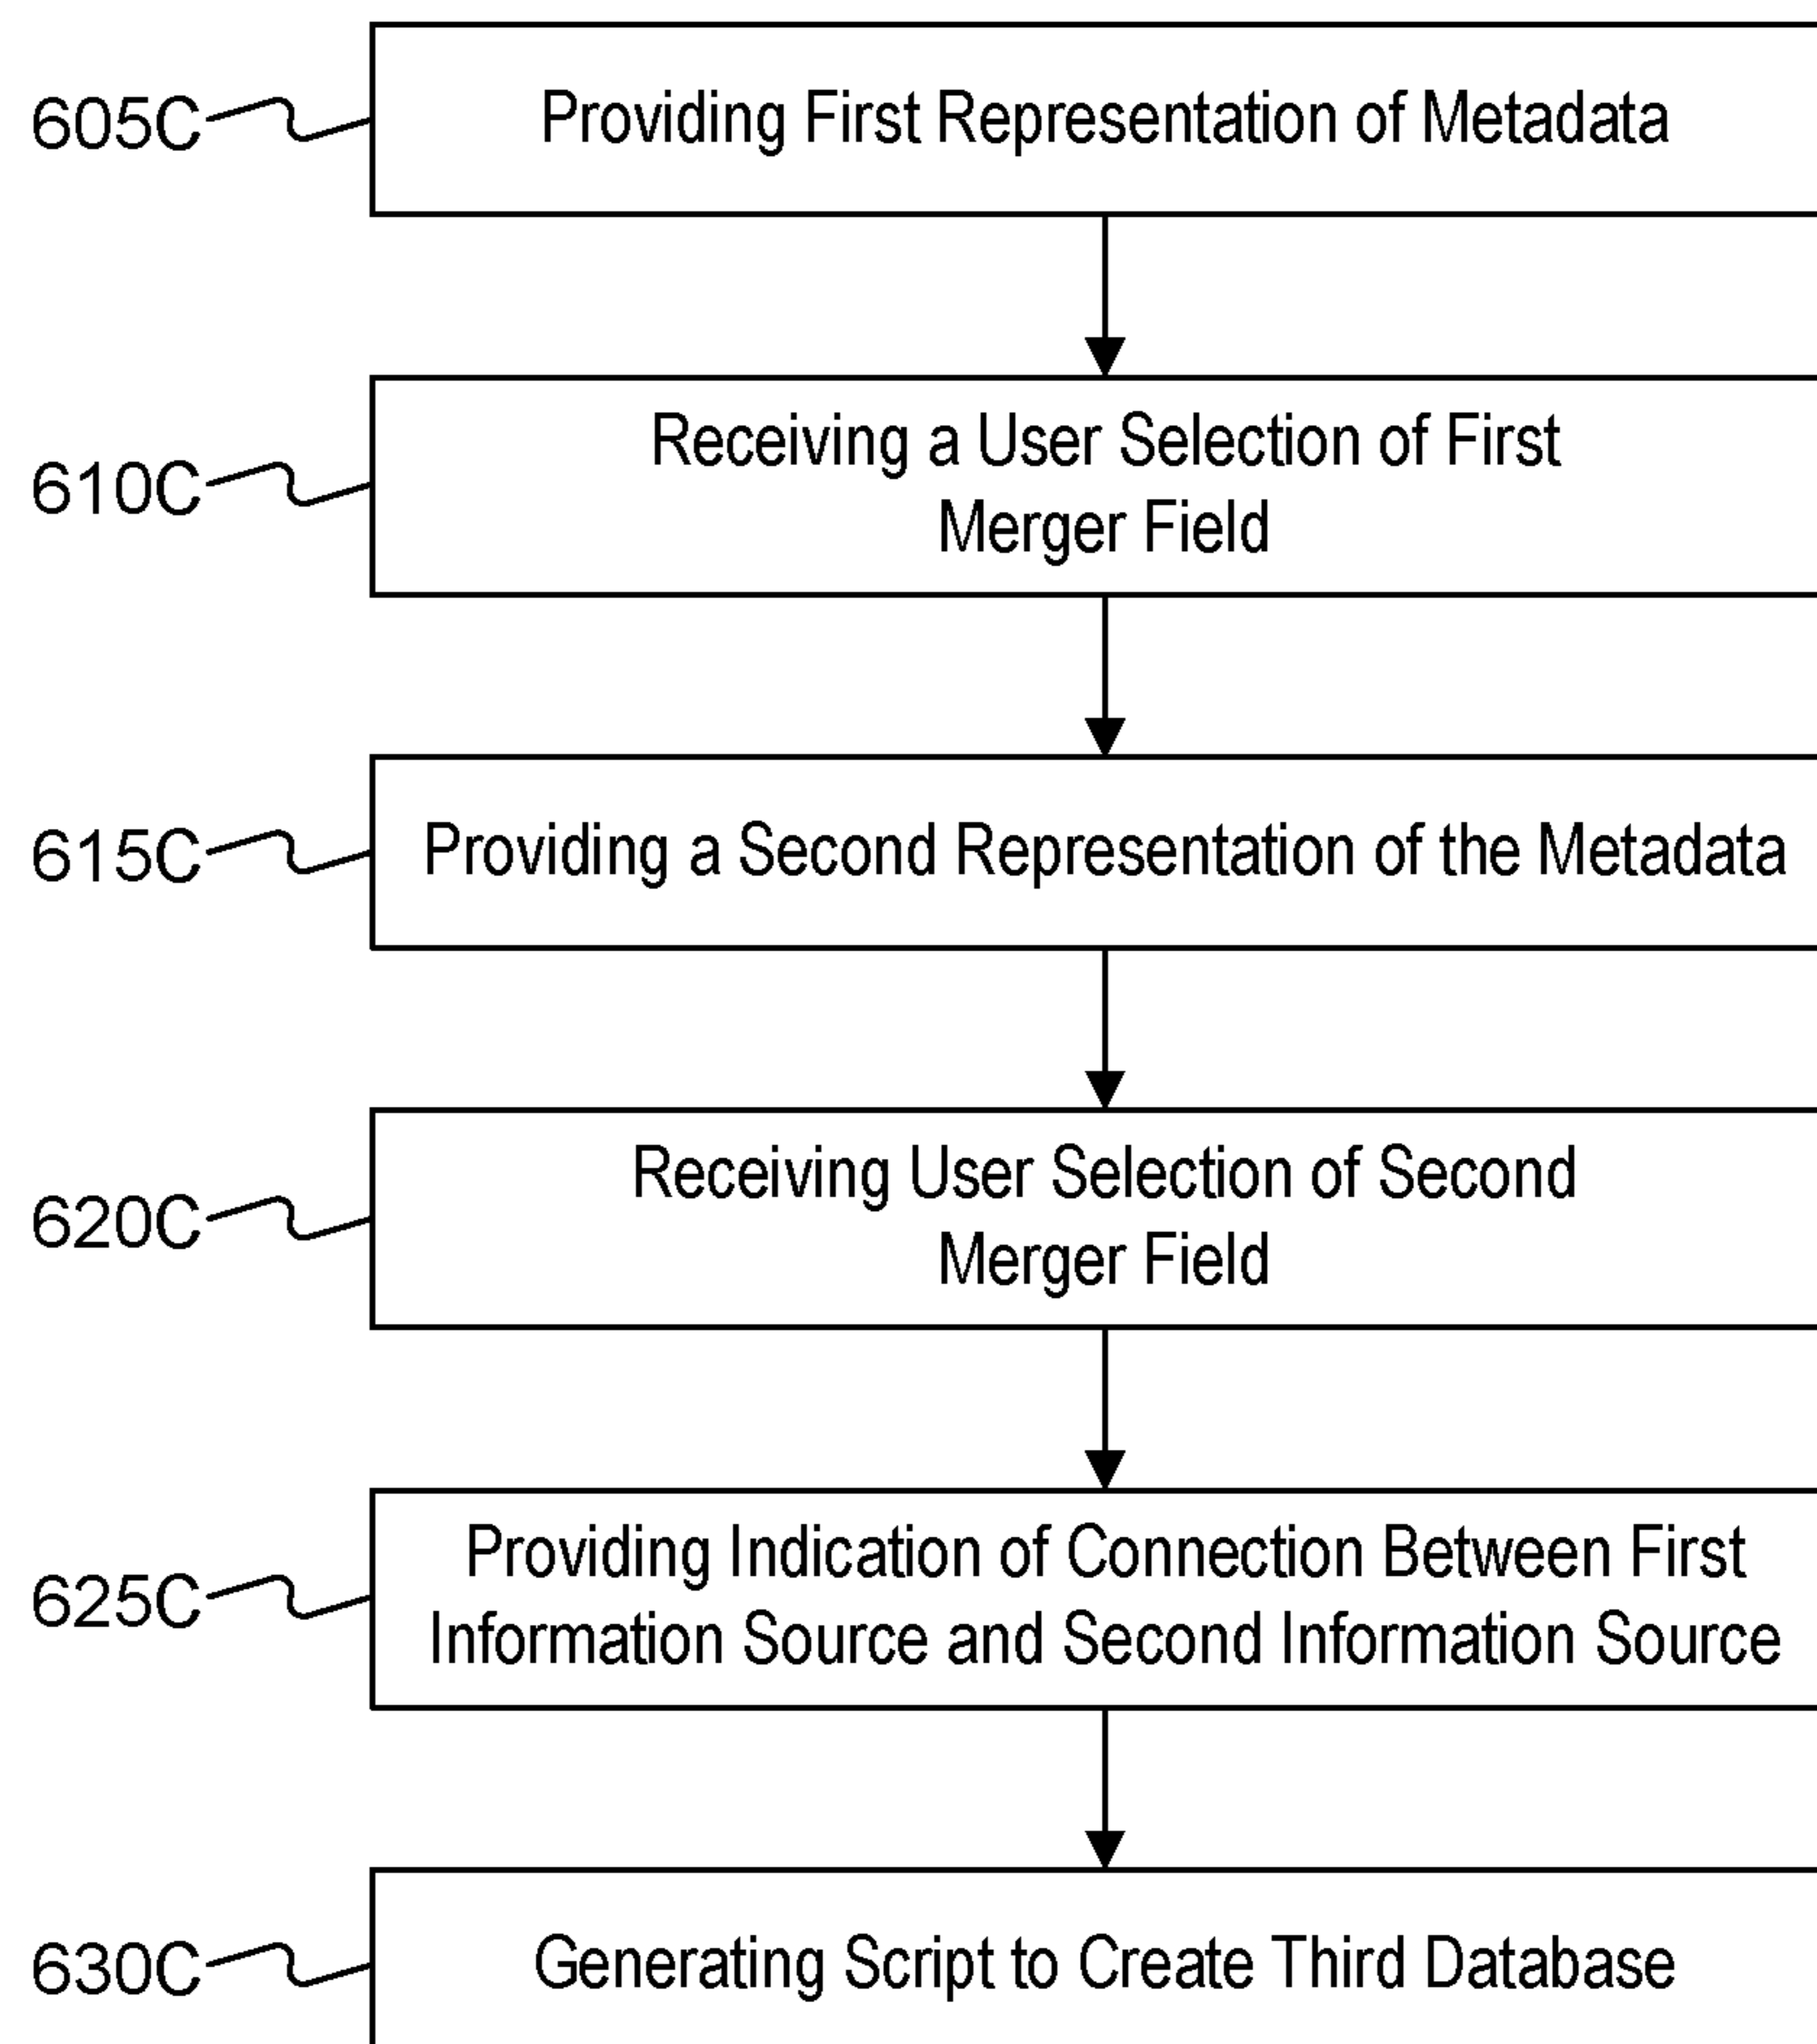 605C
Providing First Representation of Metadata
610C
Receiving a User Selection of First
Merger Field
615C
Providing a Second Representation of the Metadata
620C
Receiving User Selection of Second
Merger Field
625C
Providing Indication of Connection Between First
Information Source and Second Information Source
630C
Generating Script to Create Third Database